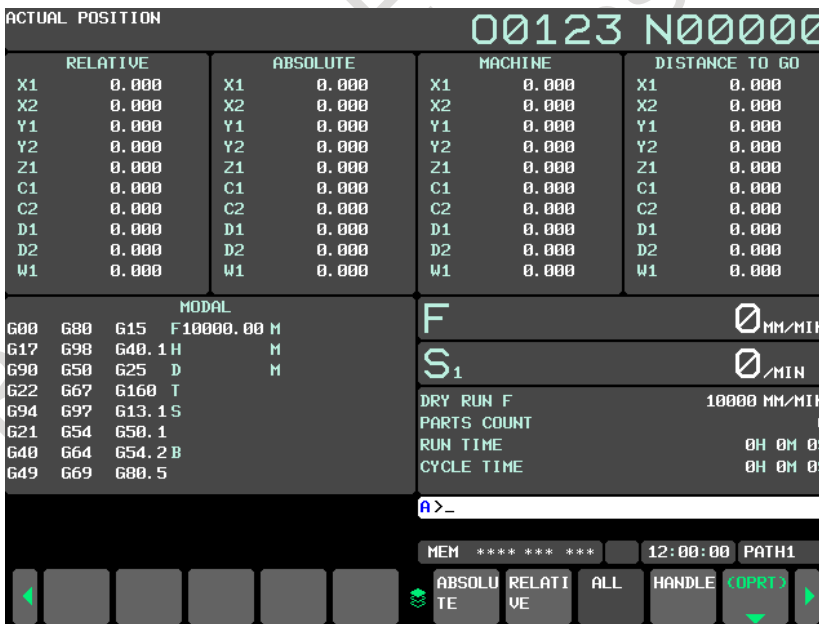 ACTUAL POSITION
O0123 N00000
RELATIVE ABSOLUTE MACHINE DISTANCE TO GO
X1 0.000 X1 0.000 X1 0.000 X1 0.000
X2 0.000 X2 0.000 X2 0.000 X2 0.000
Y1 0.000 Y1 0.000 Y1 0.000 Y1 0.000
Y2 0.000 Y2 0.000 Y2 0.000 Y2 0.000
Z1 0.000 Z1 0.000 Z1 0.000 Z1 0.000
C1 0.000 C1 0.000 C1 0.000 C1 0.000
C2 0.000 C2 0.000 C2 0.000 C2 0.000
D1 0.000 D1 0.000 D1 0.000 D1 0.000
D2 0.000 D2 0.000 D2 0.000 D2 0.000
W1 0.000 W1 0.000 W1 0.000 W1 0.000
MODAL
G00 G80 G15 F10000.00 M
G17 G98 G40.1 H M
G90 G50 G25 D M
G22 G67 G160 T
G94 G97 G13.1 S
G21 G54 G50.1
G40 G64 G54.2 B
G49 G69 G80.5
F 0 MM/MIN
S1 0 /MIN
DRY RUN F 10000 MM/MIN
PARTS COUNT
RUN TIME 0H 0M 0S
CYCLE TIME 0H 0M 0S
A>_
MEM **** *** *** 12:00:00 PATH1
ABSOLU RELATI ALL HANDLE (OPRT)
TE VE